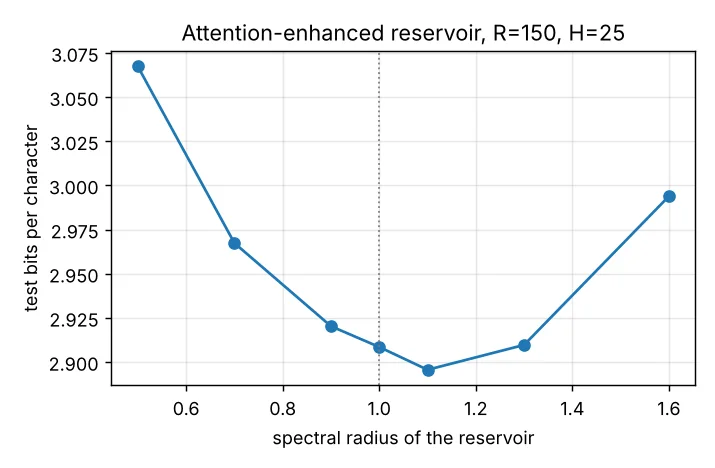 Attention-enhanced reservoir, R=150, H=25
test bits per character
3.075
3.050
3.025
3.000
2.975
2.950
2.925
2.900
0.6 0.8 1.0 1.2 1.4 1.6
spectral radius of the reservoir